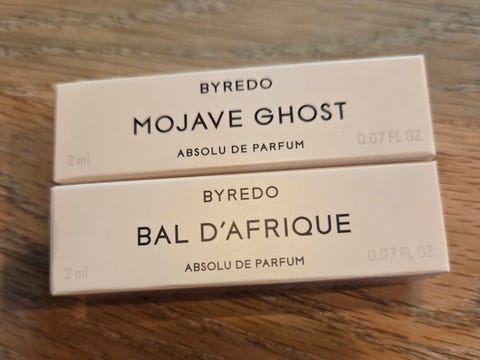 BYREDO
MOJAVE GHOST
ABSOLU DE PARFUM
2 ml
0.07 FL OZ
BYREDO
BAL D'AFRIQUE
ABSOLU DE PARFUM
2 ml
0.07 FL OZ